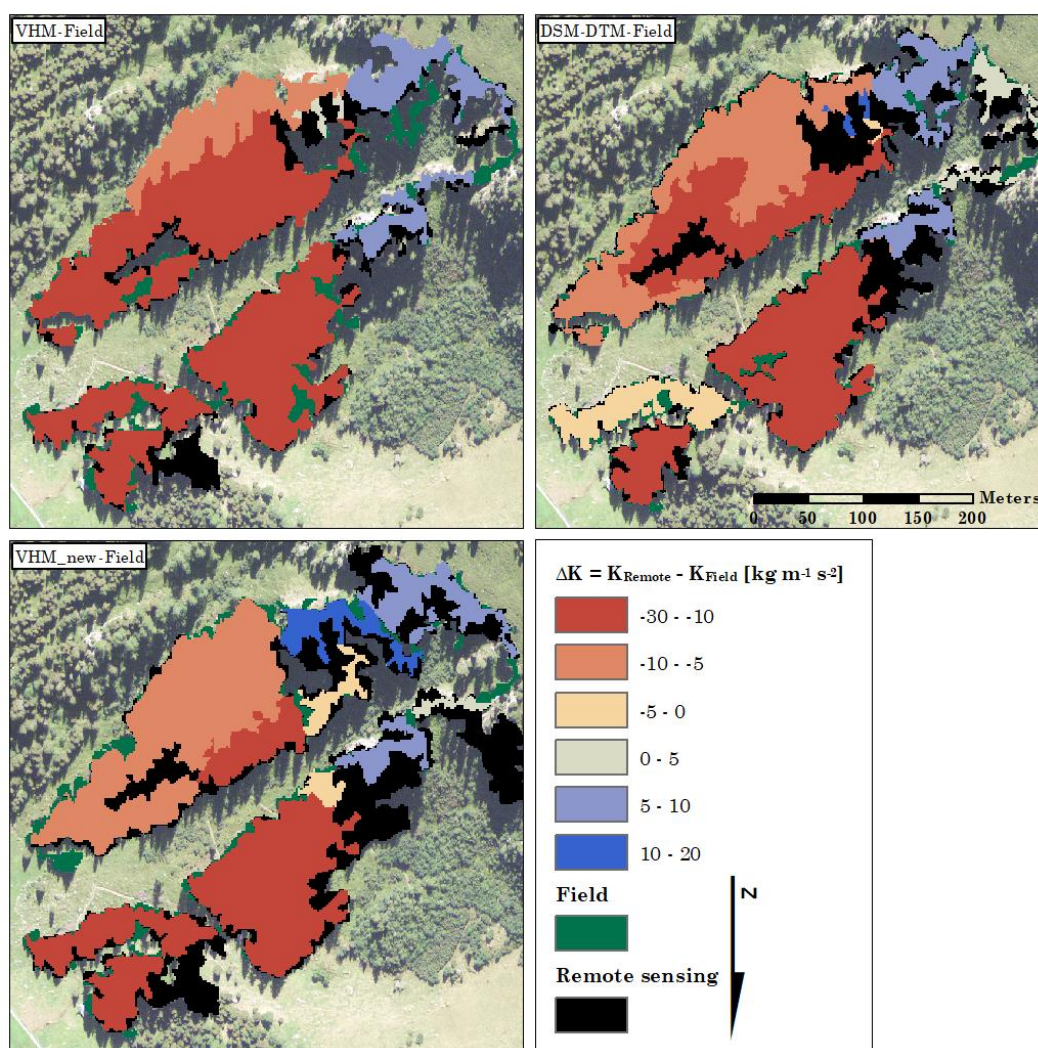 VHM-Field
DSM-DTM-Field
Meters
0 50 100 150 200
VHM_new-Field
ΔK = KRemote - KField [kg m-1 s-2]
-30 - -10
-10 - -5
-5 - 0
0 - 5
5 - 10
10 - 20
Field
N
Remote sensing